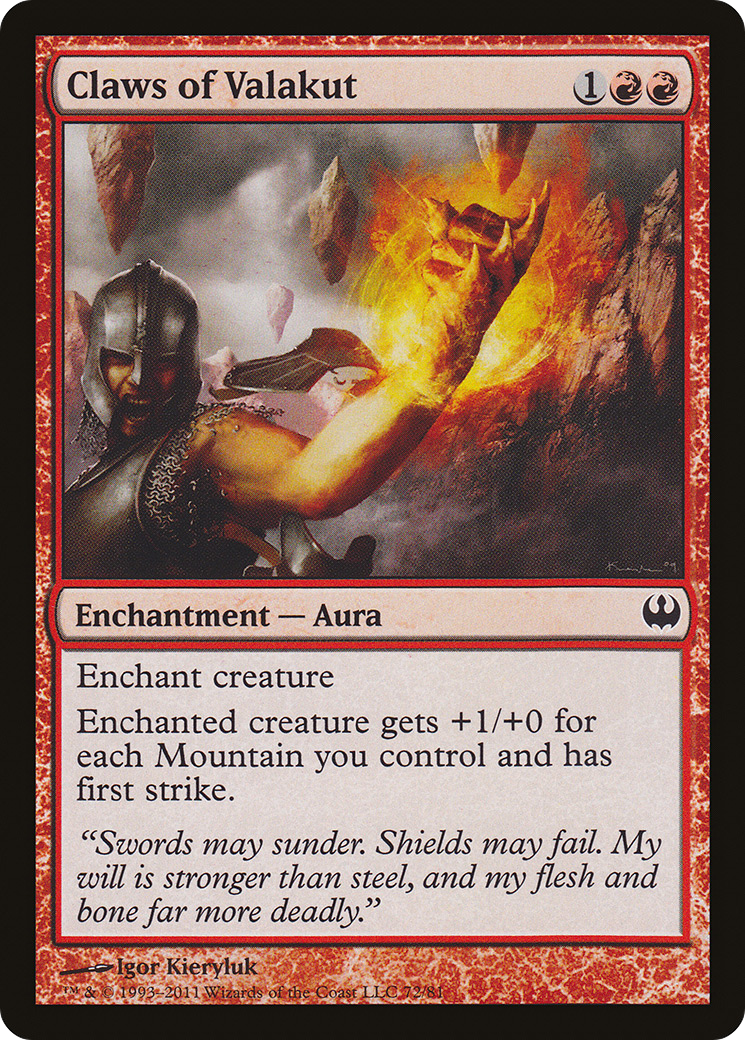 Claws of Valakut 1
Enchantment — Aura
Enchant creature
Enchanted creature gets +1/+0 for
each Mountain you control and has
first strike.
“Swords may sunder. Shields may fail. My
will is stronger than steel, and my flesh and
bone far more deadly.”
Igor Kieryluk
™ & © 1993–2011 Wizards of the Coast LLC 72/81